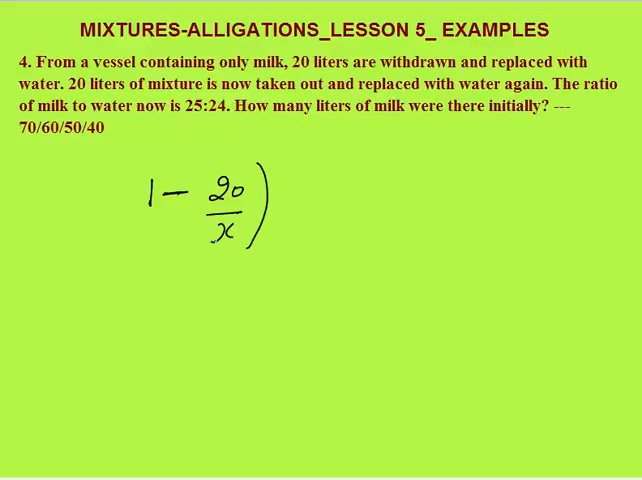 MIXTURES-ALLIGATIONS_LESSON 5_ EXAMPLES
4. From a vessel containing only milk, 20 liters are withdrawn and replaced with
water. 20 liters of mixture is now taken out and replaced with water again. The ratio
of milk to water now is 25:24. How many liters of milk were there initially? ---
70/60/50/40
1 - 20/x )